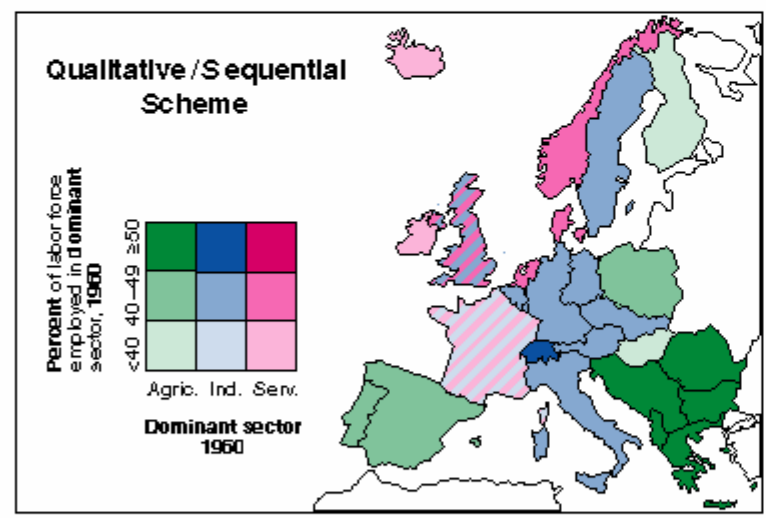 Qualitative/Sequential
Scheme
Percent of labor force
employed in dominant
sector, 1960
≥50
40-49
<40
Agric. Ind. Serv.
Dominant sector
1960